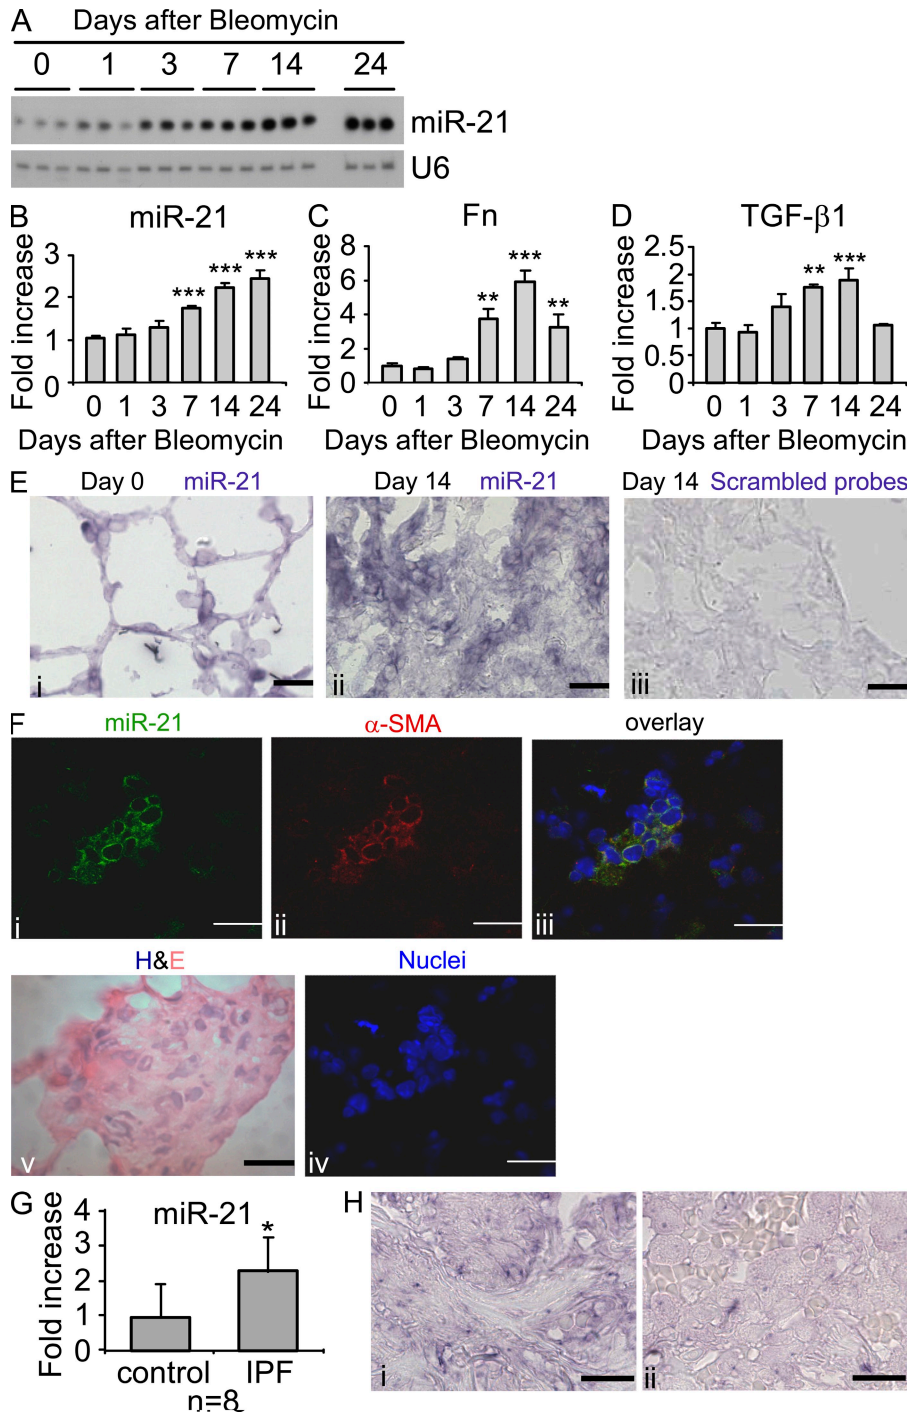 A Days after Bleomycin
0 1 3 7 14 24
miR-21
U6
B miR-21
Fold increase
3
2
1
0
*** *** ***
0 1 3 7 14 24
Days after Bleomycin
C Fn
Fold increase
8
6
4
2
0
** *** **
0 1 3 7 14 24
Days after Bleomycin
D TGF-β1
Fold increase
2.5
2
1.5
1
0.5
0
** ***
0 1 3 7 14 24
Days after Bleomycin
E Day 0 miR-21 Day 14 miR-21 Day 14 Scrambled probes
i ii iii
F miR-21 α-SMA overlay
i ii iii
H&E Nuclei
v iv
G miR-21
Fold increase
4
3
2
1
0
*
control IPF
n=8
H
i ii